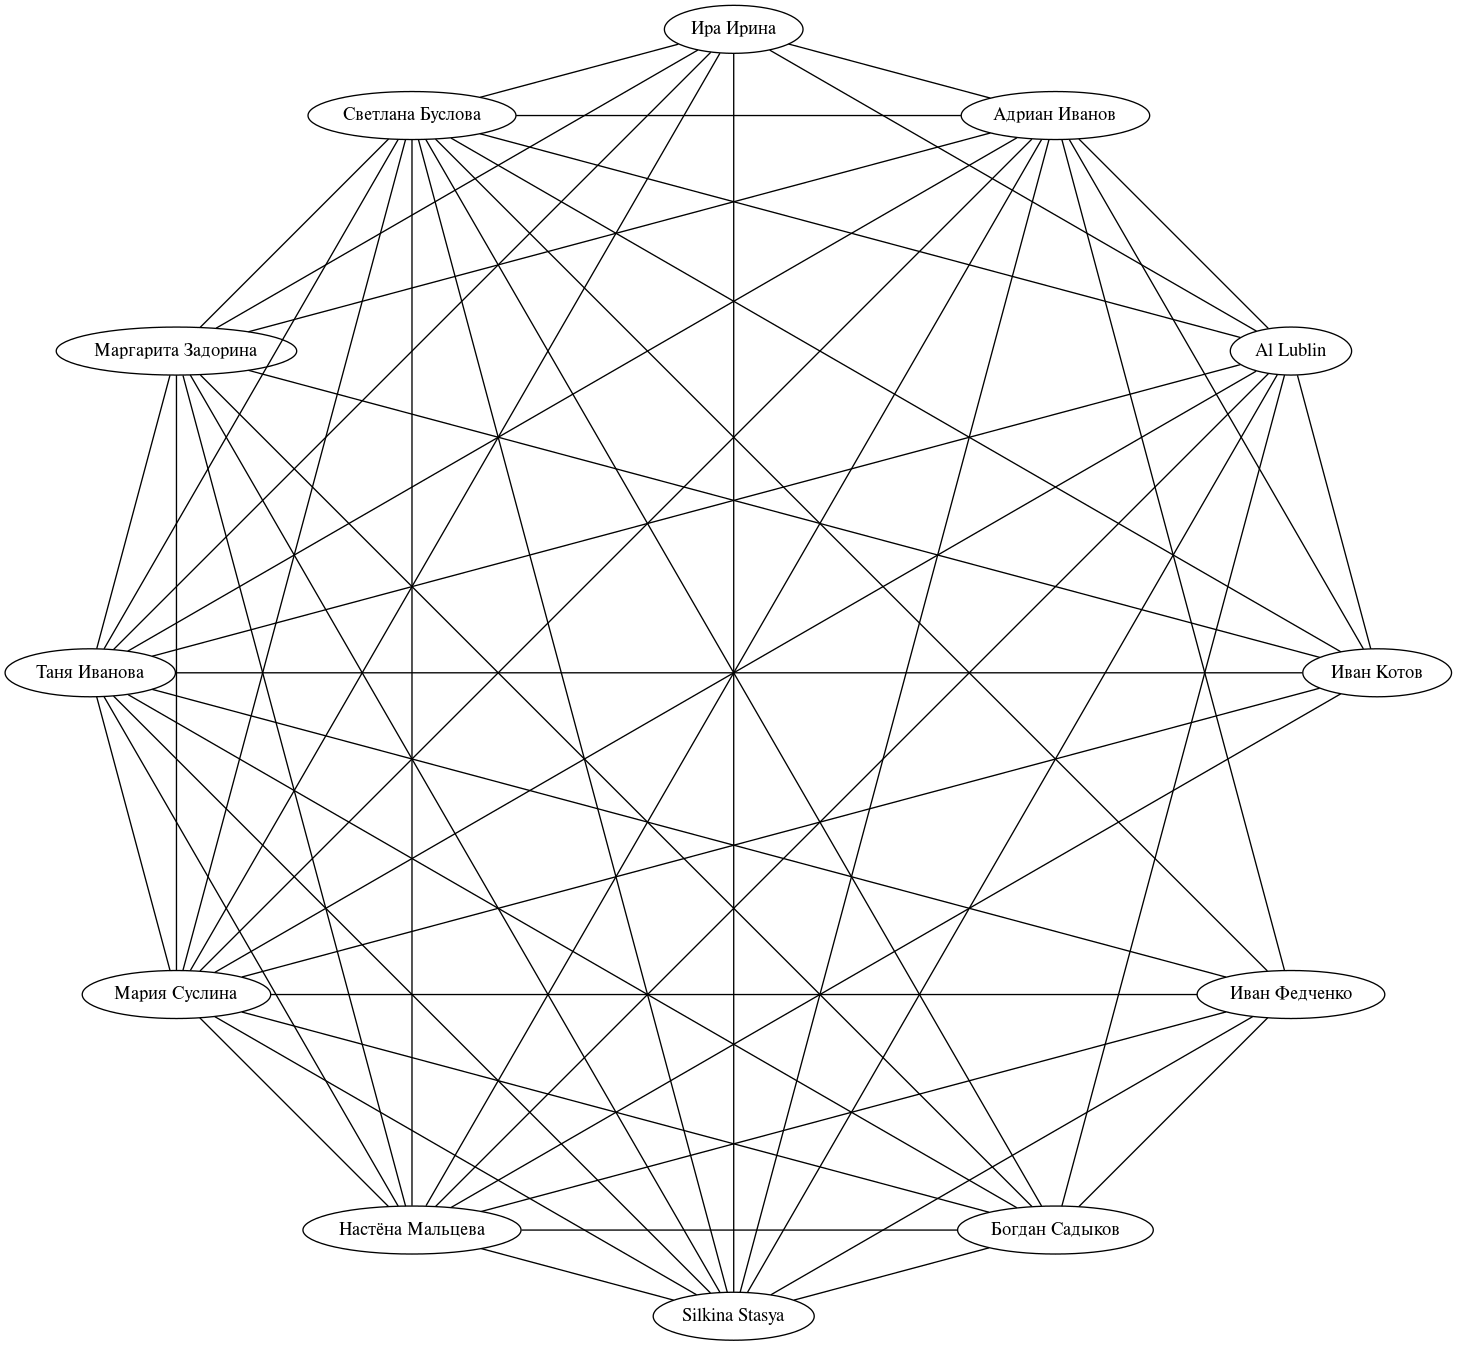 Ира Ирина
Светлана Буслова
Адриан Иванов
Маргарита Задорина
Al Lublin
Таня Иванова
Иван Котов
Мария Суслина
Иван Федченко
Настёна Мальцева
Богдан Садыков
Silkina Stasya